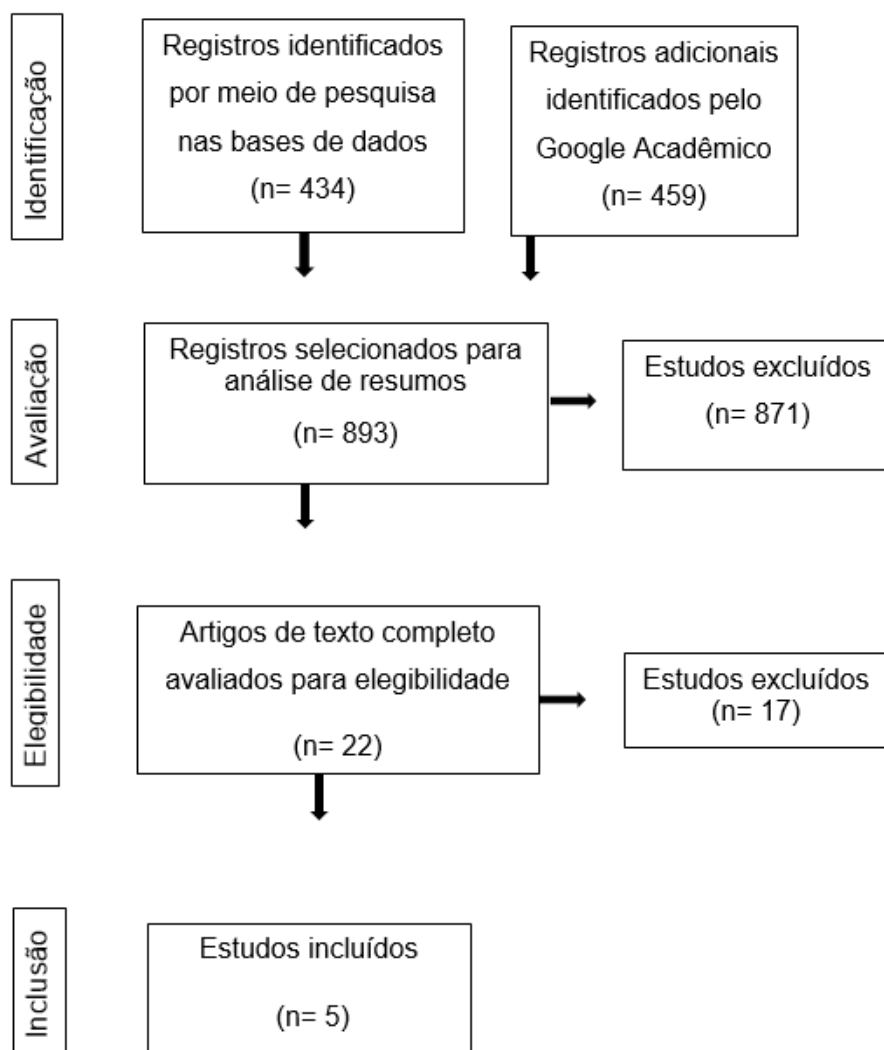 Identificação
Registros identificados
por meio de pesquisa
nas bases de dados
(n= 434)
Registros adicionais
identificados pelo
Google Acadêmico
(n= 459)
Avaliação
Registros selecionados para
análise de resumos
(n= 893)
Estudos excluídos
(n= 871)
Elegibilidade
Artigos de texto completo
avaliados para elegibilidade
(n= 22)
Estudos excluídos
(n= 17)
Inclusão
Estudos incluídos
(n= 5)